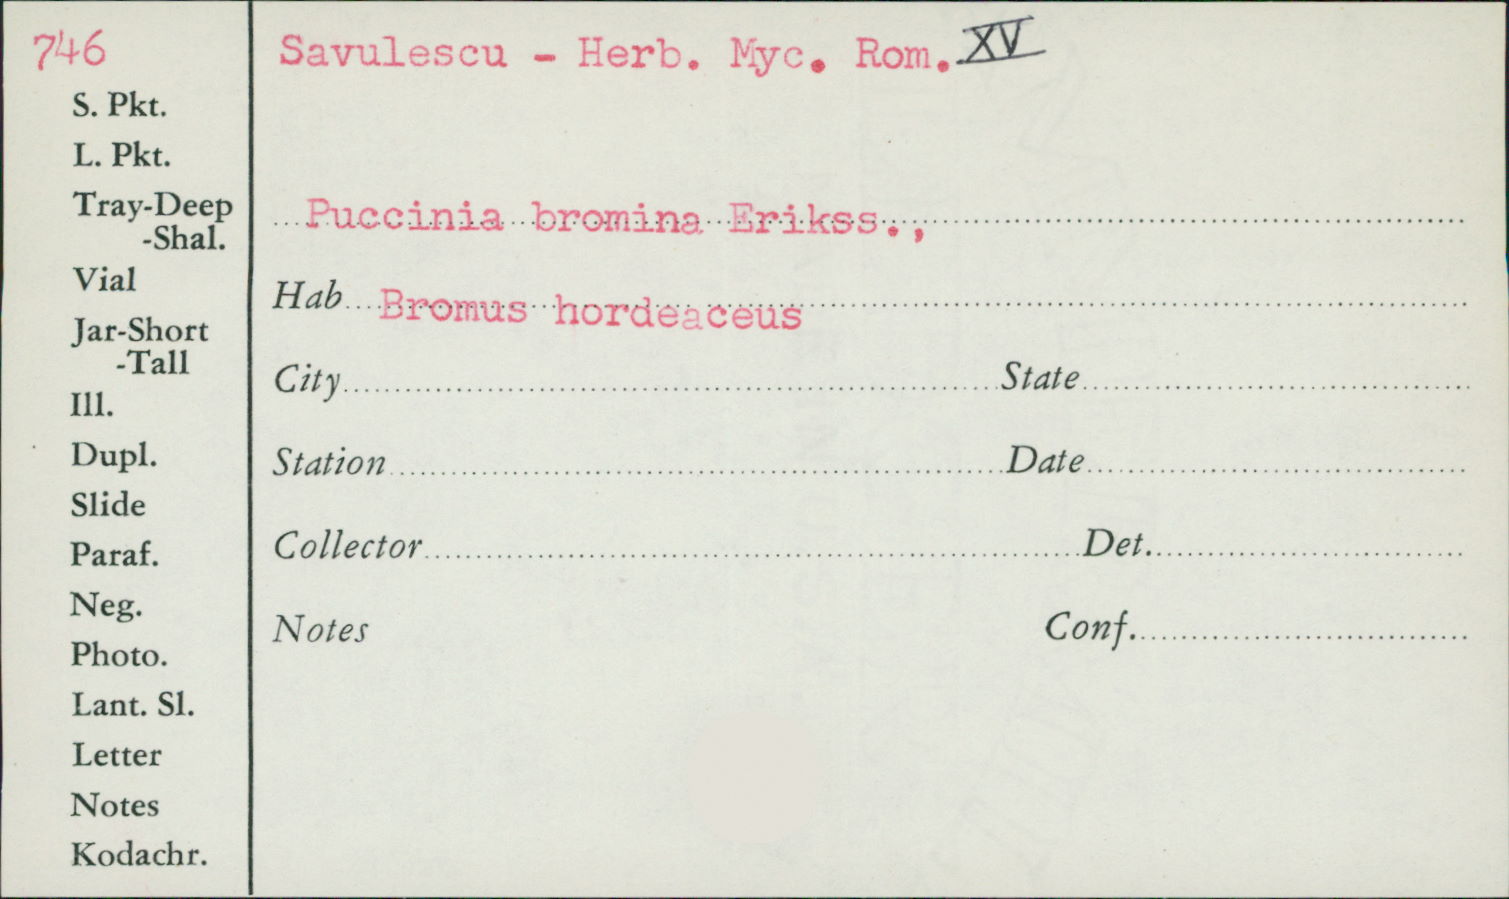 746
Savulescu - Herb. Myc. Rom. XV
S. Pkt.
L. Pkt.
Tray-Deep
-Shal.
Vial
Jar-Short
-Tall
Ill.
Dupl.
Slide
Paraf.
Neg.
Photo.
Lant. Sl.
Letter
Notes
Kodachr.
Puccinia bromina Erikss.,
Hab Bromus hordeaceus
City State
Station Date
Collector Det.
Notes Conf.